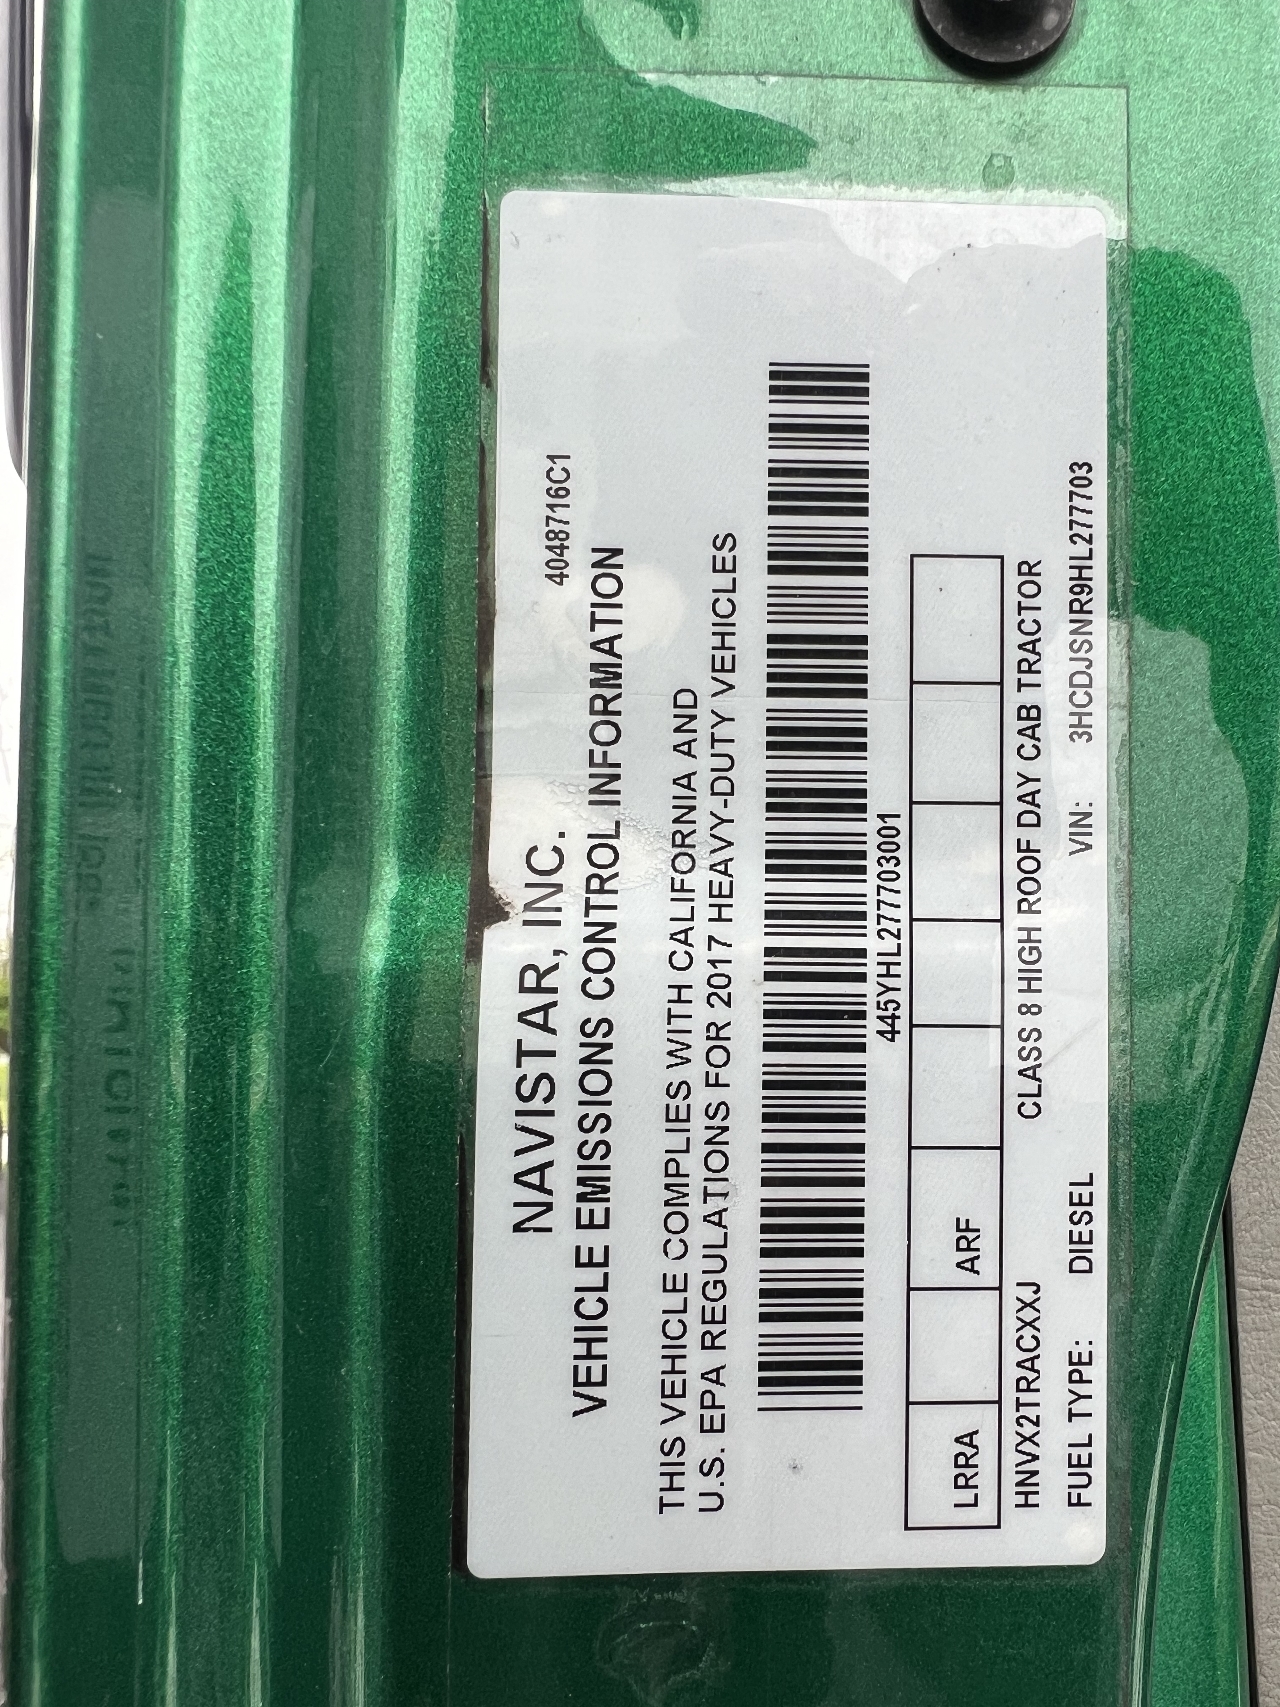 4048716C1
NAVISTAR, INC.
VEHICLE EMISSIONS CONTROL INFORMATION
THIS VEHICLE COMPLIES WITH CALIFORNIA AND
U.S. EPA REGULATIONS FOR 2017 HEAVY-DUTY VEHICLES
445YHL277703001
LRRA ARF
HNVX2TRACXXJ CLASS 8 HIGH ROOF DAY CAB TRACTOR
FUEL TYPE: DIESEL VIN: 3HCDJSNR9HL277703